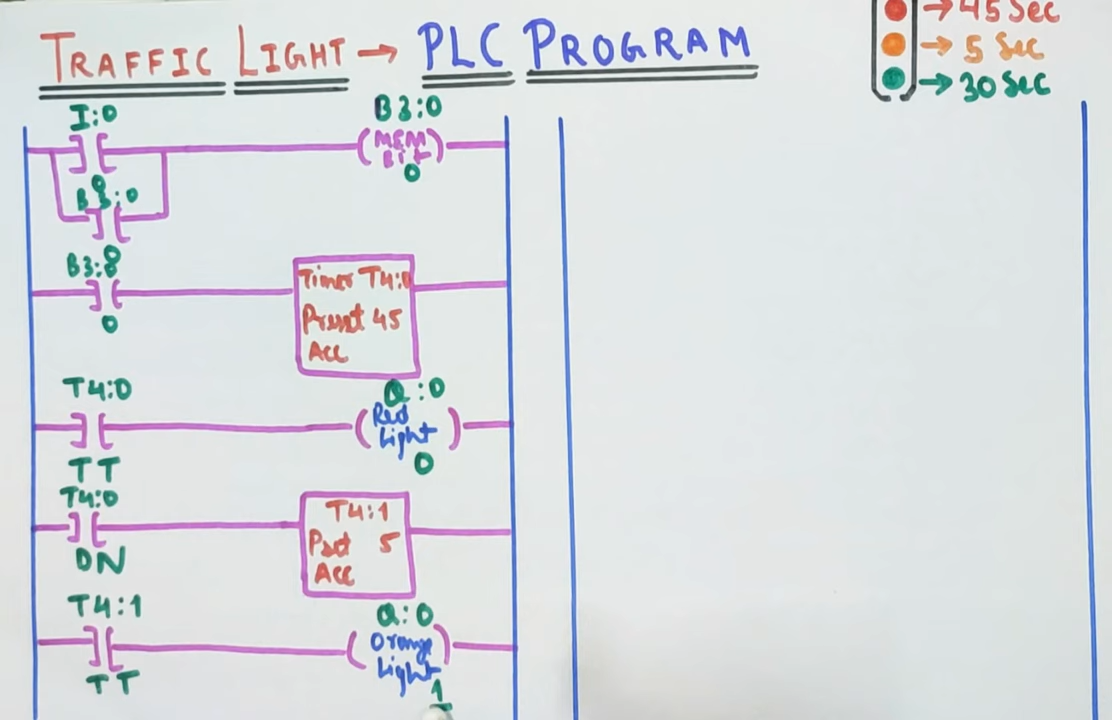 TRAFFIC LIGHT → PLC PROGRAM
→ 45 Sec
→ 5 Sec
→ 30 Sec
I:0
B3:0
MEM
Bit
0
0
B3:0
B3:0
0
Timer T4:0
Preset 45
Acc
T4:0
TT
Q:0
Red
Light
0
T4:0
DN
T4:1
Pset 5
Acc
T4:1
TT
Q:0
Orange
Light
1